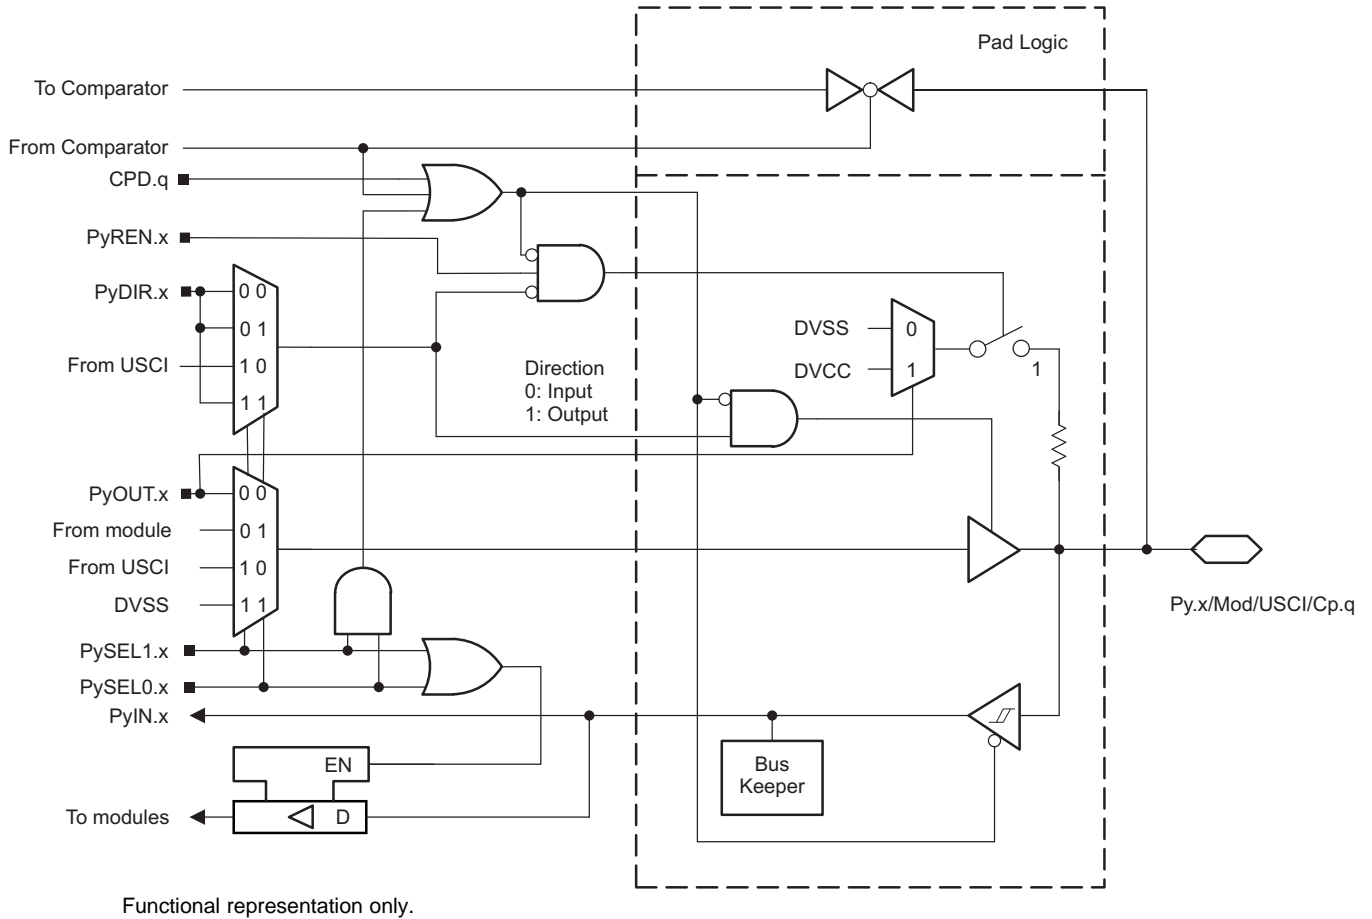 Pad Logic
To Comparator
From Comparator
CPD.q
PyREN.x
PyDIR.x
0 0
0 1
From USCI
1 0
1 1
DVSS
0
DVCC
1
1
Direction
0: Input
1: Output
PyOUT.x
0 0
From module
0 1
From USCI
1 0
DVSS
1 1
Py.x/Mod/USCI/Cp.q
PySEL1.x
PySEL0.x
PyIN.x
Bus
Keeper
EN
To modules
D
Functional representation only.